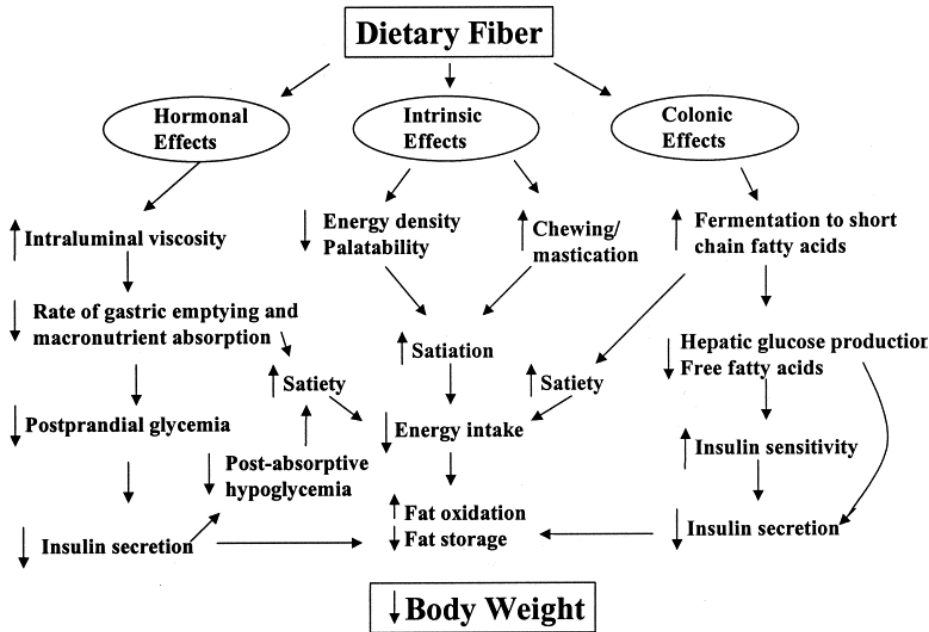 Dietary Fiber
Hormonal
Effects
Intrinsic
Effects
Colonic
Effects
↑ Intraluminal viscosity
↓ Energy density
Palatability
↑ Chewing/
mastication
↑ Fermentation to short
chain fatty acids
↓ Rate of gastric emptying and
macronutrient absorption
↑ Satiation
↓ Hepatic glucose production
Free fatty acids
↑ Satiety
↑ Satiety
↓ Postprandial glycemia
↓ Energy intake
↑ Insulin sensitivity
↓ Post-absorptive
hypoglycemia
↑ Fat oxidation
↓ Fat storage
↓ Insulin secretion
↓ Insulin secretion
↓ Body Weight